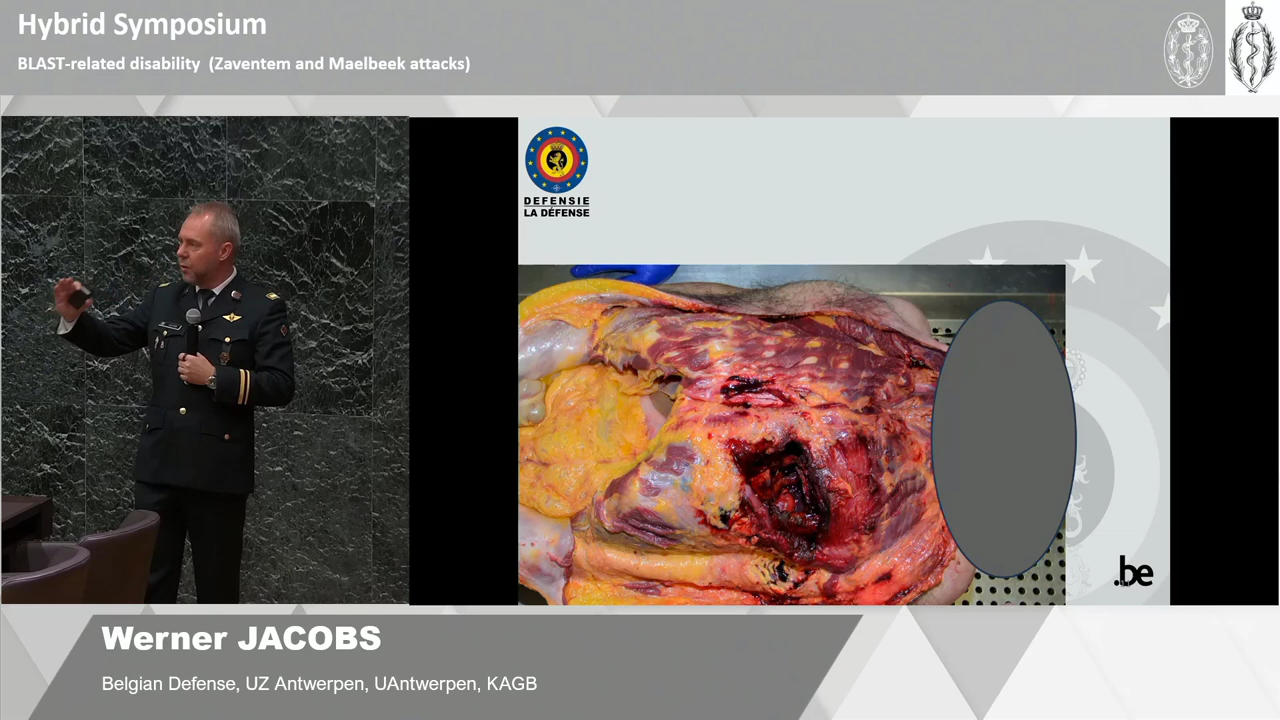 Hybrid Symposium
BLAST-related disability (Zaventem and Maelbeek attacks)
DEFENSIE
LA DÉFENSE
.be
Werner JACOBS
Belgian Defense, UZ Antwerpen, UAntwerpen, KAGB